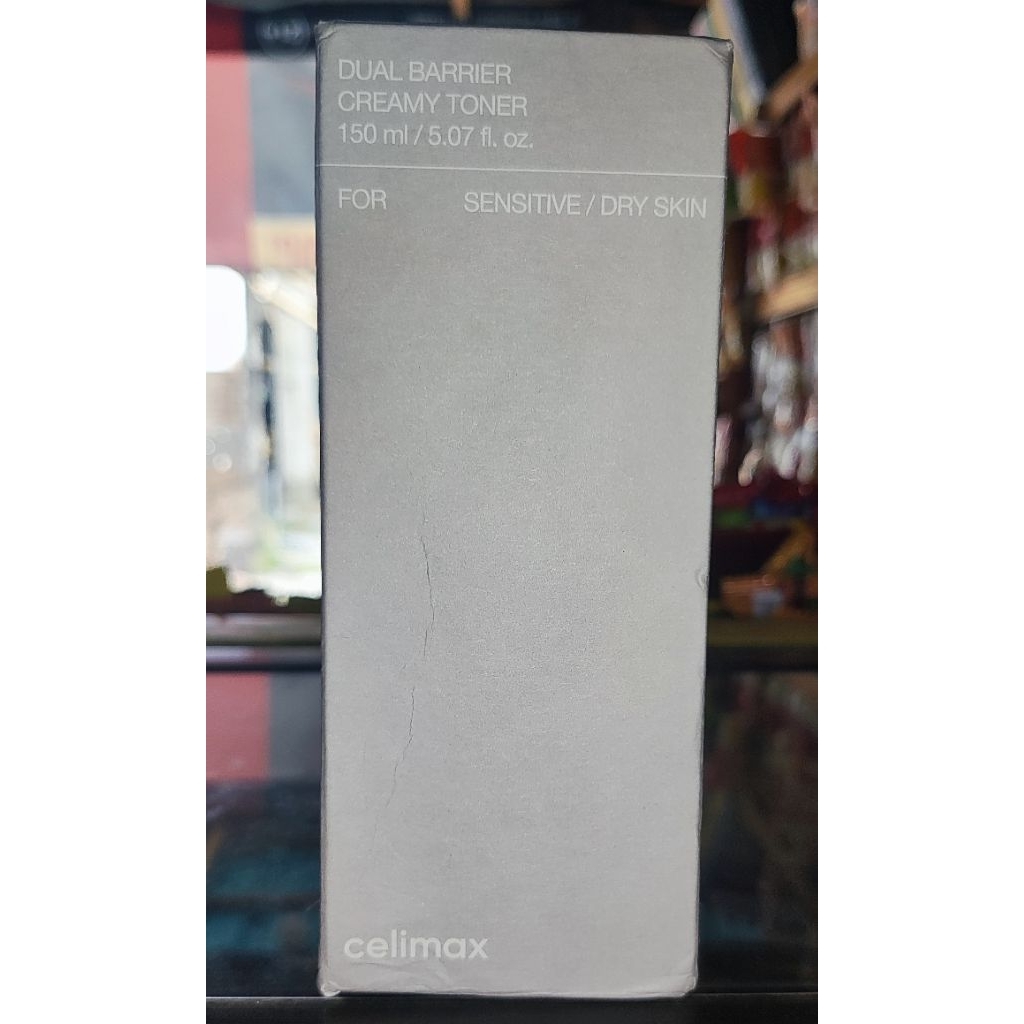 DUAL BARRIER
CREAMY TONER
150 ml / 5.07 fl. oz.
FOR SENSITIVE / DRY SKIN
celimax